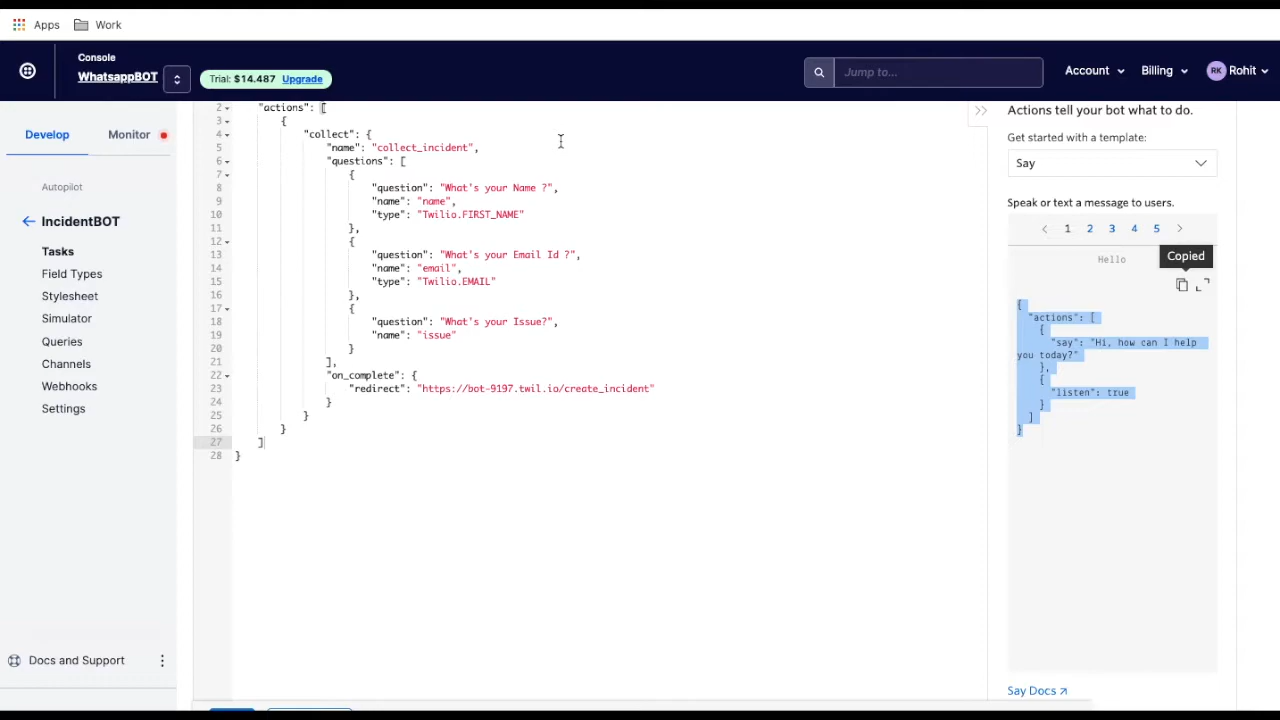 Apps Work
Console
WhatsappBOT
Trial: $14.487 Upgrade
Jump to...
Account
Billing
RK Rohit
Develop
Monitor
Autopilot
IncidentBOT
Tasks
Field Types
Stylesheet
Simulator
Queries
Channels
Webhooks
Settings
Docs and Support
2 "actions": [
3 {
4 "collect": {
5 "name": "collect_incident",
6 "questions": [
7 {
8 "question": "What's your Name ?",
9 "name": "name",
10 "type": "Twilio.FIRST_NAME"
11 },
12 {
13 "question": "What's your Email Id ?",
14 "name": "email",
15 "type": "Twilio.EMAIL"
16 },
17 {
18 "question": "What's your Issue?",
19 "name": "issue"
20 }
21 ],
22 "on_complete": {
23 "redirect": "https://bot-9197.twil.io/create_incident"
24 }
25 }
26 }
27 ]
28 }
Actions tell your bot what to do.
Get started with a template:
Say
Speak or text a message to users.
< 1 2 3 4 5 >
Hello
Copied
{
"actions": [
{
"say": "Hi, how can I help
you today?"
},
{
"listen": true
}
]
}
Say Docs